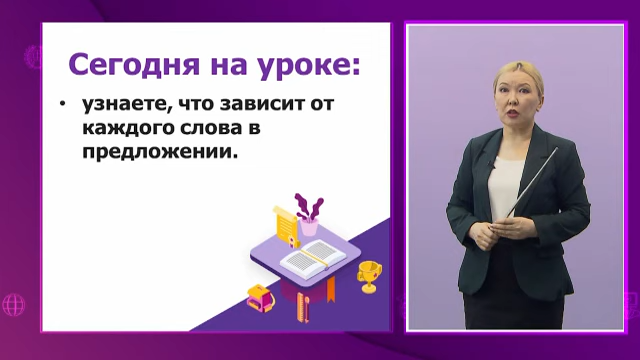 Сегодня на уроке:
• узнаете, что зависит от
каждого слова в
предложении.